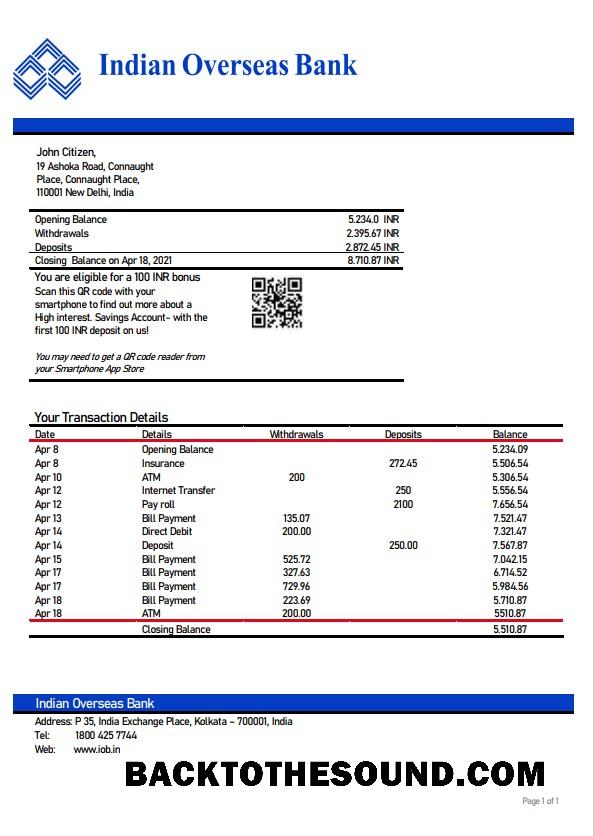 Indian Overseas Bank
John Citizen,
19 Ashoka Road, Connaught
Place, Connaught Place,
110001 New Delhi, India
Opening Balance 5.234.0 INR
Withdrawals 2.395.67 INR
Deposits 2.872.45 INR
Closing Balance on Apr 18, 2021 8.710.87 INR
You are eligible for a 100 INR bonus
Scan this QR code with your
smartphone to find out more about a
High interest. Savings Account- with the
first 100 INR deposit on us!
You may need to get a QR code reader from
your Smartphone App Store
Your Transaction Details
Date Details Withdrawals Deposits Balance
Apr 8 Opening Balance 5.234.09
Apr 8 Insurance 272.45 5.506.54
Apr 10 ATM 200 5.306.54
Apr 12 Internet Transfer 250 5.556.54
Apr 12 Pay roll 2100 7.656.54
Apr 13 Bill Payment 135.07 7.521.47
Apr 14 Direct Debit 200.00 7.321.47
Apr 14 Deposit 250.00 7.567.87
Apr 15 Bill Payment 525.72 7.042.15
Apr 17 Bill Payment 327.63 6.714.52
Apr 17 Bill Payment 729.96 5.984.56
Apr 18 Bill Payment 223.69 5.710.87
Apr 18 ATM 200.00 5510.87
Closing Balance 5.510.87
Indian Overseas Bank
Address: P 35, India Exchange Place, Kolkata – 700001, India
Tel: 1800 425 7744
Web: www.iob.in
BACKTOTHESOUND.COM
Page 1 of 1